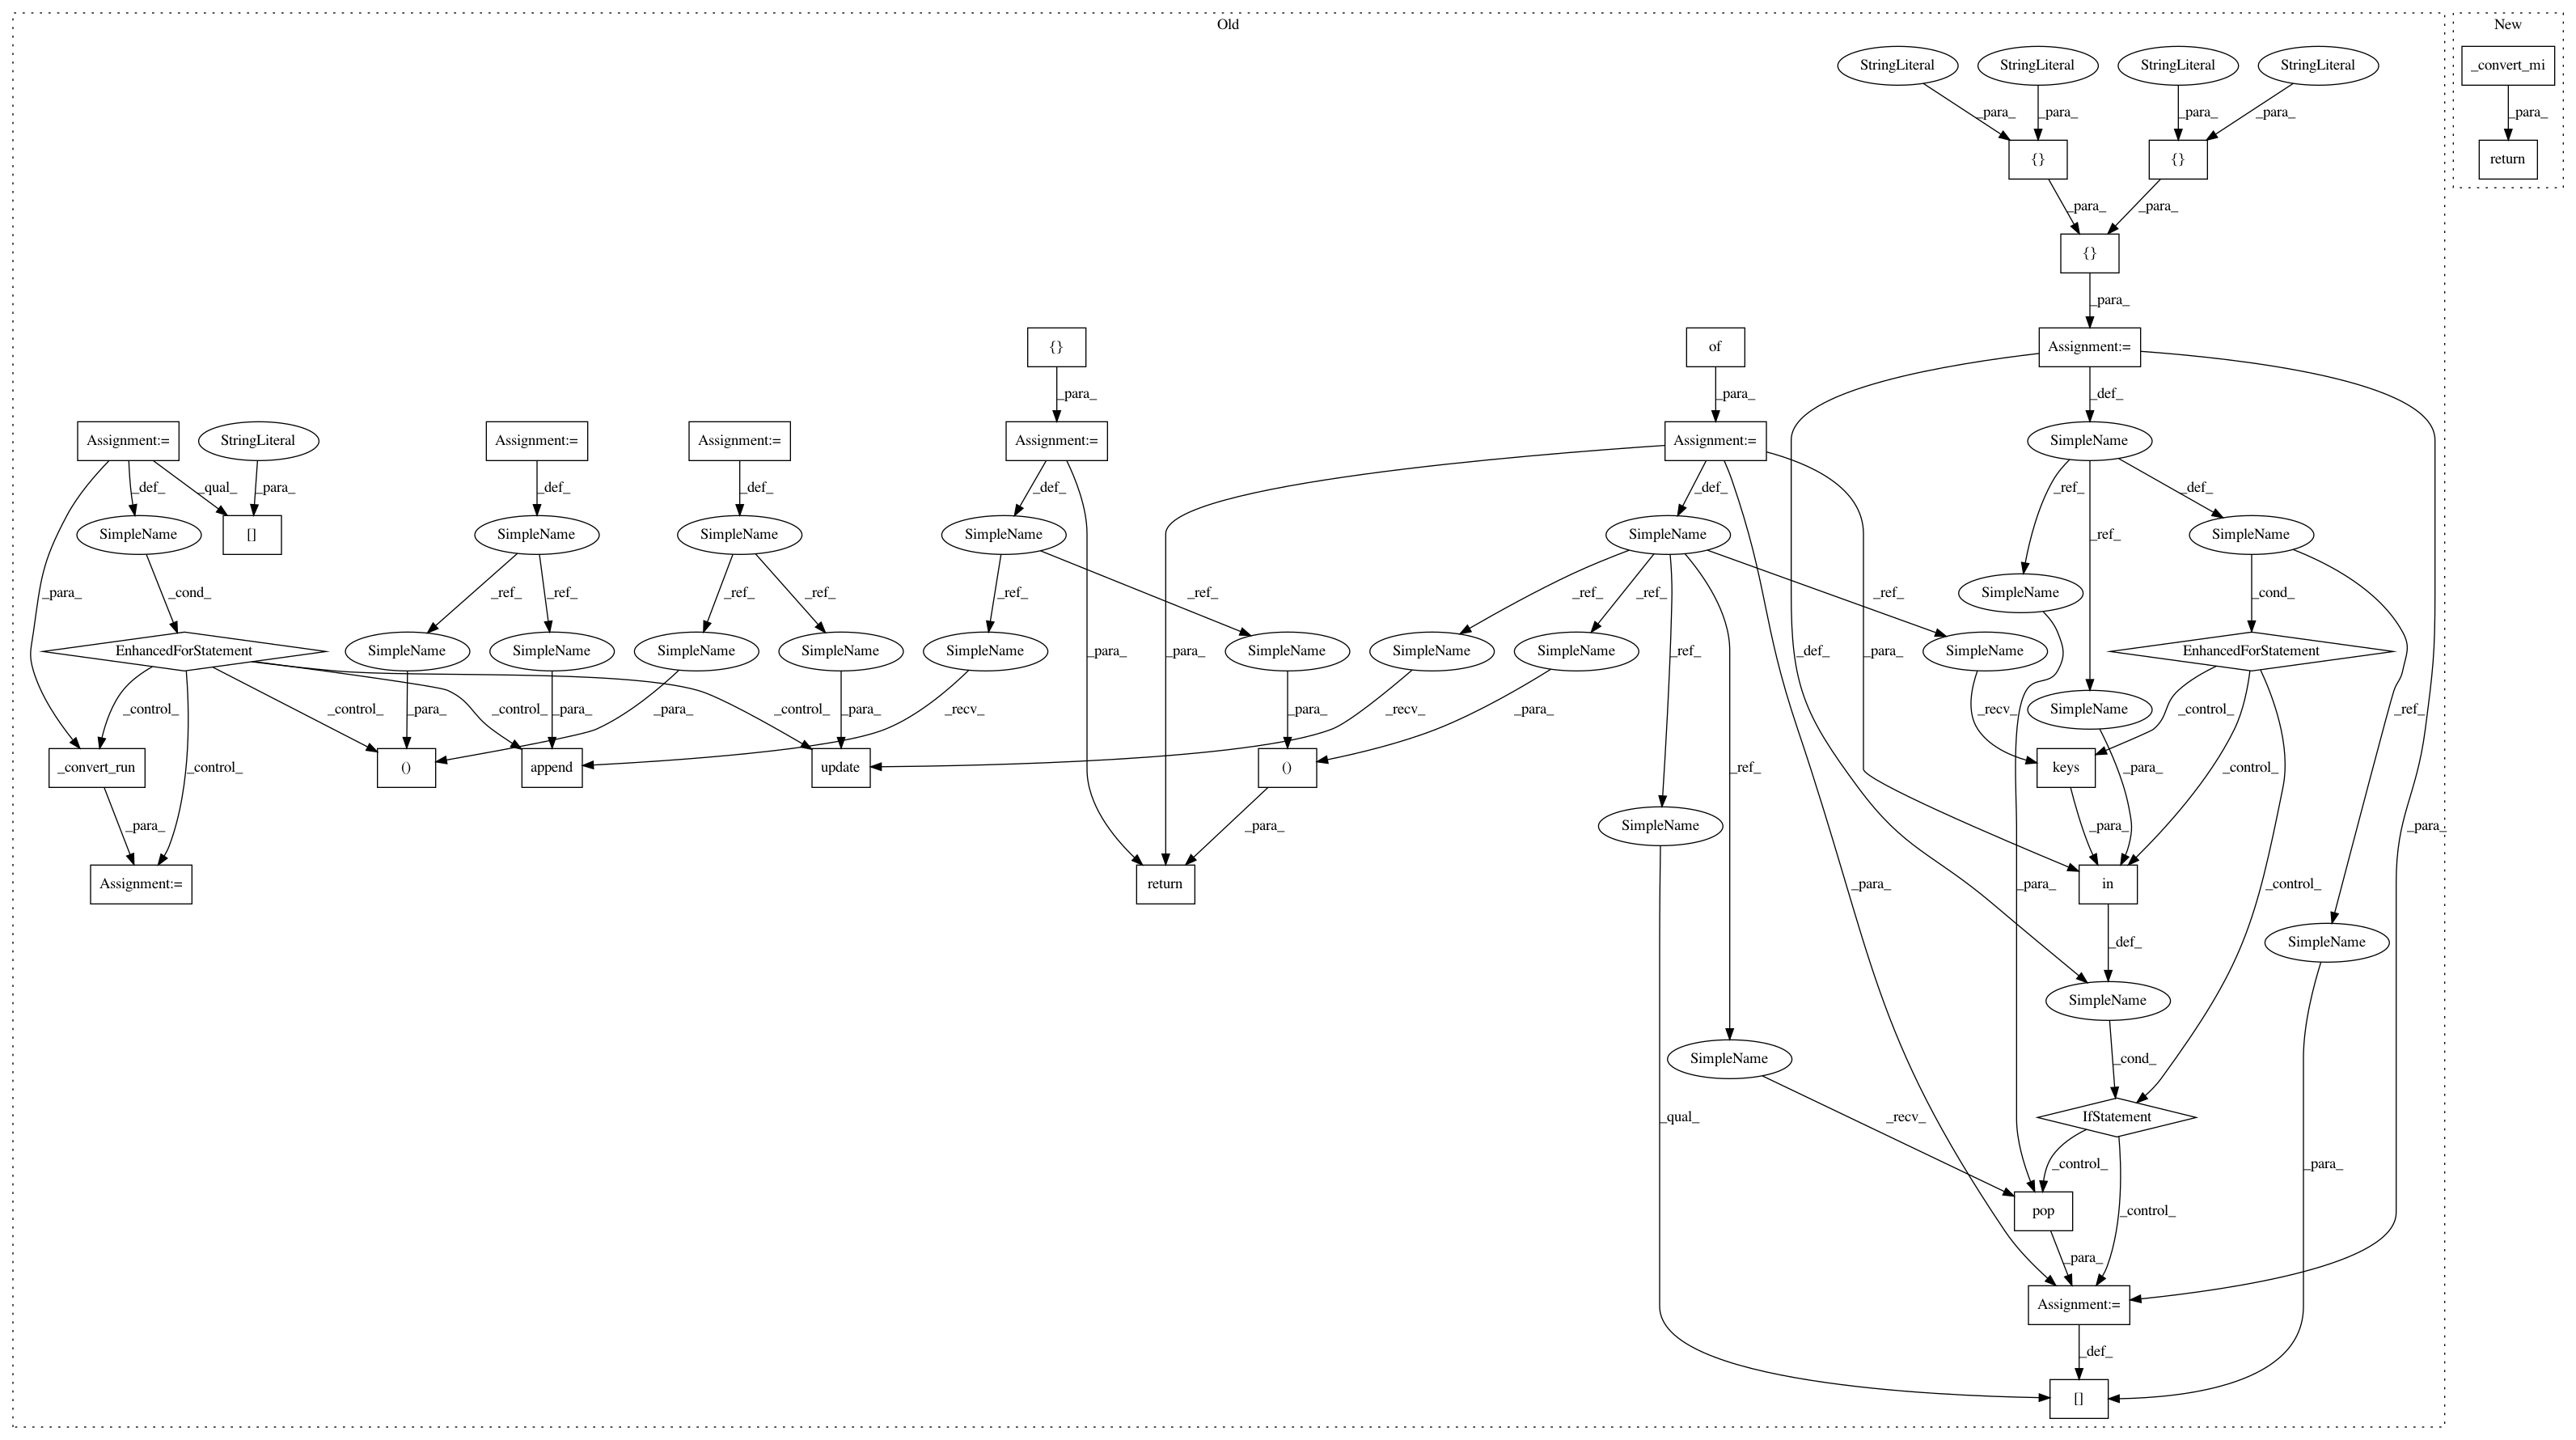 Old
New
StringLiteral
StringLiteral
StringLiteral
StringLiteral
_convert_mi
_para_
_para_
_para_
_para_
_para_
{}
{}
return
_para_
_para_
{}
_para_
{}
of
Assignment:=
_para_
_para_
_def_
Assignment:=
StringLiteral
Assignment:=
Assignment:=
Assignment:=
Assignment:=
SimpleName
_def_
_qual_
_para_
_def_
_def_
_def_
_def_
_ref_
_def_
SimpleName
[]
SimpleName
SimpleName
SimpleName
SimpleName
_ref_
SimpleName
_para_
_cond_
_ref_
_ref_
_ref_
_ref_
_ref_
_ref_
_ref_
_ref_
_ref_
SimpleName
_cond_
EnhancedForStatement
SimpleName
SimpleName
SimpleName
SimpleName
SimpleName
SimpleName
SimpleName
SimpleName
_para_
_para_
_ref_
_def_
_para_
SimpleName
EnhancedForStatement
_control_
_control_
_para_
_control_
_para_
_para_
_control_
_para_
_recv_
_para_
_recv_
_para_
_recv_
SimpleName
_control_
_ref_
_convert_run
_control_
()
append
update
()
_ref_
keys
_para_
_control_
_para_
_para_
SimpleName
_para_
_para_
Assignment:=
return
_para_
_para_
in
_control_
_def_
SimpleName
SimpleName
SimpleName
_cond_
_qual_
_recv_
IfStatement
_control_
_para_
pop
_control_
_para_
Assignment:=
_def_
[]